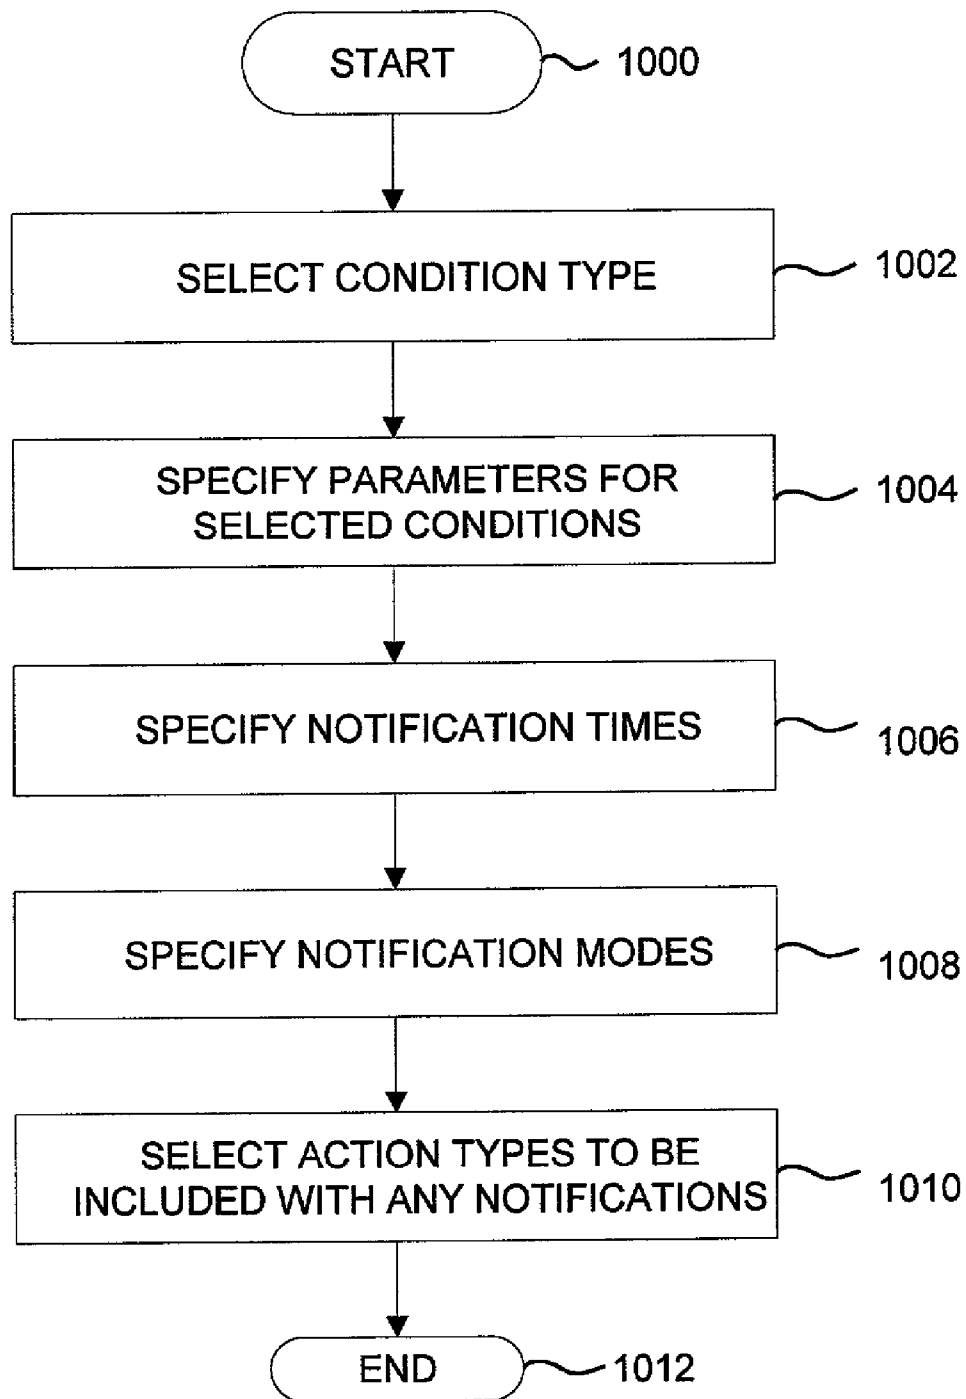 START
1000
SELECT CONDITION TYPE
1002
SPECIFY PARAMETERS FOR
SELECTED CONDITIONS
1004
SPECIFY NOTIFICATION TIMES
1006
SPECIFY NOTIFICATION MODES
1008
SELECT ACTION TYPES TO BE
INCLUDED WITH ANY NOTIFICATIONS
1010
END
1012